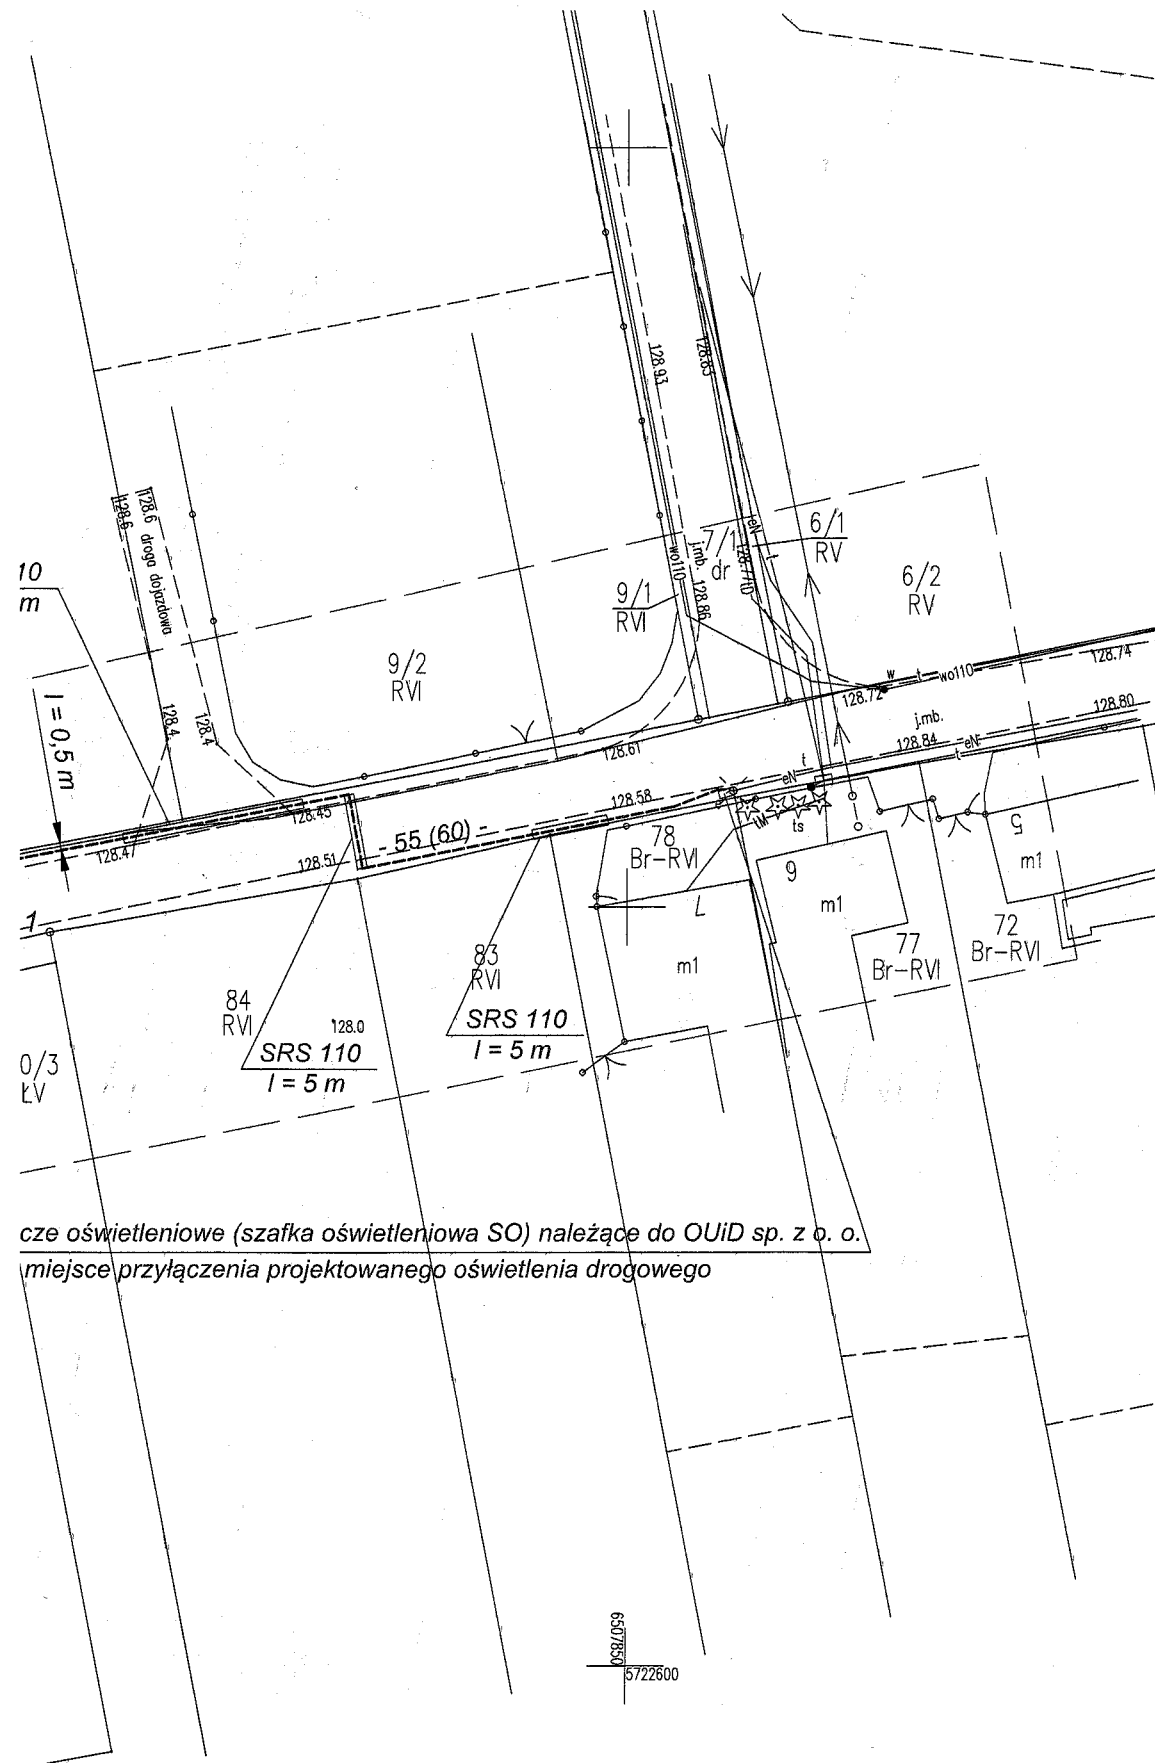 128.93
128.83
128.6
128.6
droga dojazdowa
10
m
l = 0,5 m
128.4
128.4
9/2
RVI
9/1
RVI
wo110
j.mb.
128.86
7/1
dr
eN
t
6/1
RV
6/2
RV
128.72
w
t
wo110
128.74
128.80
j.mb.
128.84
eN
t
t
eN
128.61
128.58
128.45
128.47
128.51
- 55 (60) -
1
78
Br-RVI
tM
ts
9
m1
5
m1
7
m1
77
Br-RVI
72
Br-RVI
83
RVI
SRS 110
l = 5 m
84
RVI
128.0
SRS 110
l = 5 m
0/3
ŁV
cze oświetleniowe (szafka oświetleniowa SO) należące do OUiD sp. z o. o.
miejsce przyłączenia projektowanego oświetlenia drogowego
6507850
5722600